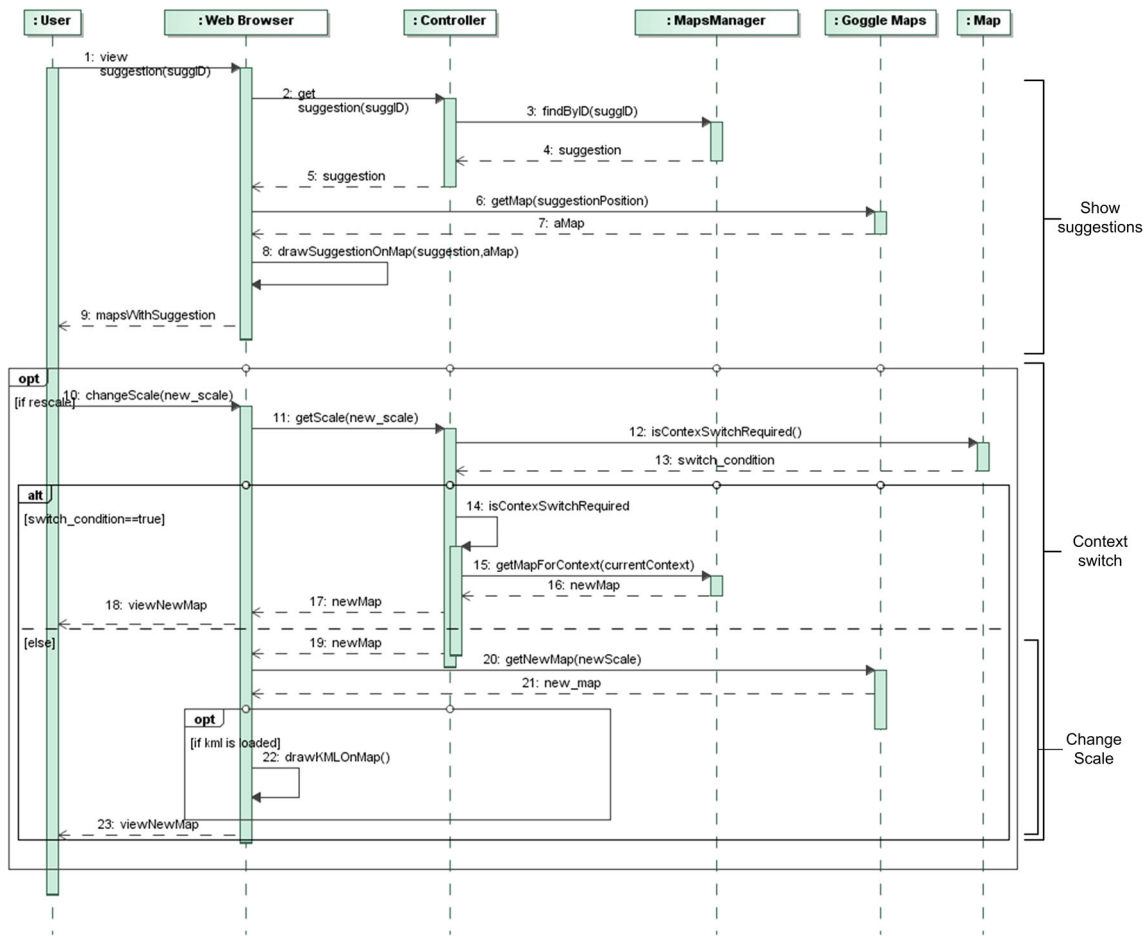 : User
: Web Browser
: Controller
: MapsManager
: Goggle Maps
: Map
1: view
suggestion(suggID)
2: get
suggestion(suggID)
3: findByID(suggID)
4: suggestion
5: suggestion
6: getMap(suggestionPosition)
7: aMap
8: drawSuggestionOnMap(suggestion,aMap)
9: mapsWithSuggestion
Show
suggestions
opt
[if rescale]
10: changeScale(new_scale)
11: getScale(new_scale)
12: isContexSwitchRequired()
13: switch_condition
alt
[switch_condition==true]
14: isContexSwitchRequired
15: getMapForContext(currentContext)
16: newMap
17: newMap
18: viewNewMap
Context
switch
[else]
19: newMap
20: getNewMap(newScale)
21: new_map
opt
[if kml is loaded]
22: drawKMLOnMap()
23: viewNewMap
Change
Scale